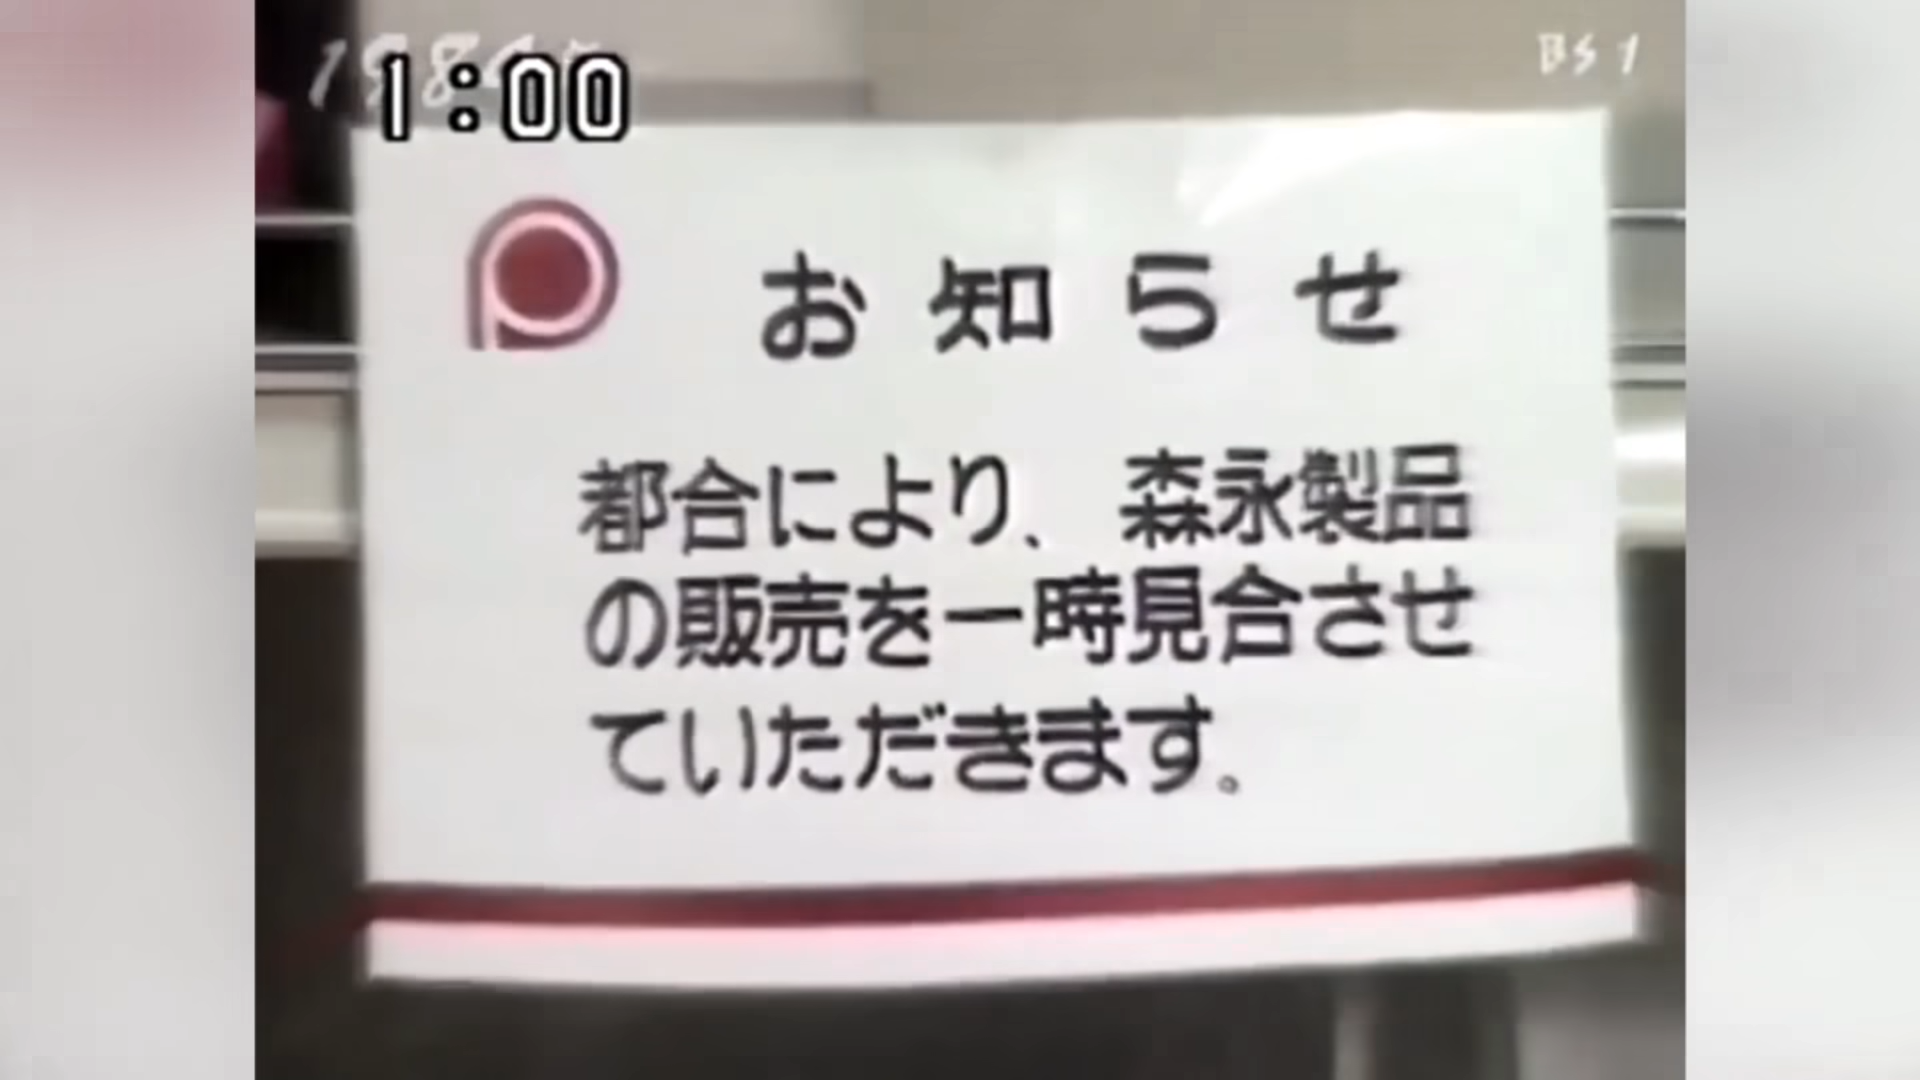 1:00
BS1
お知らせ
都合により、森永製品
の販売を一時見合させ
ていただきます。